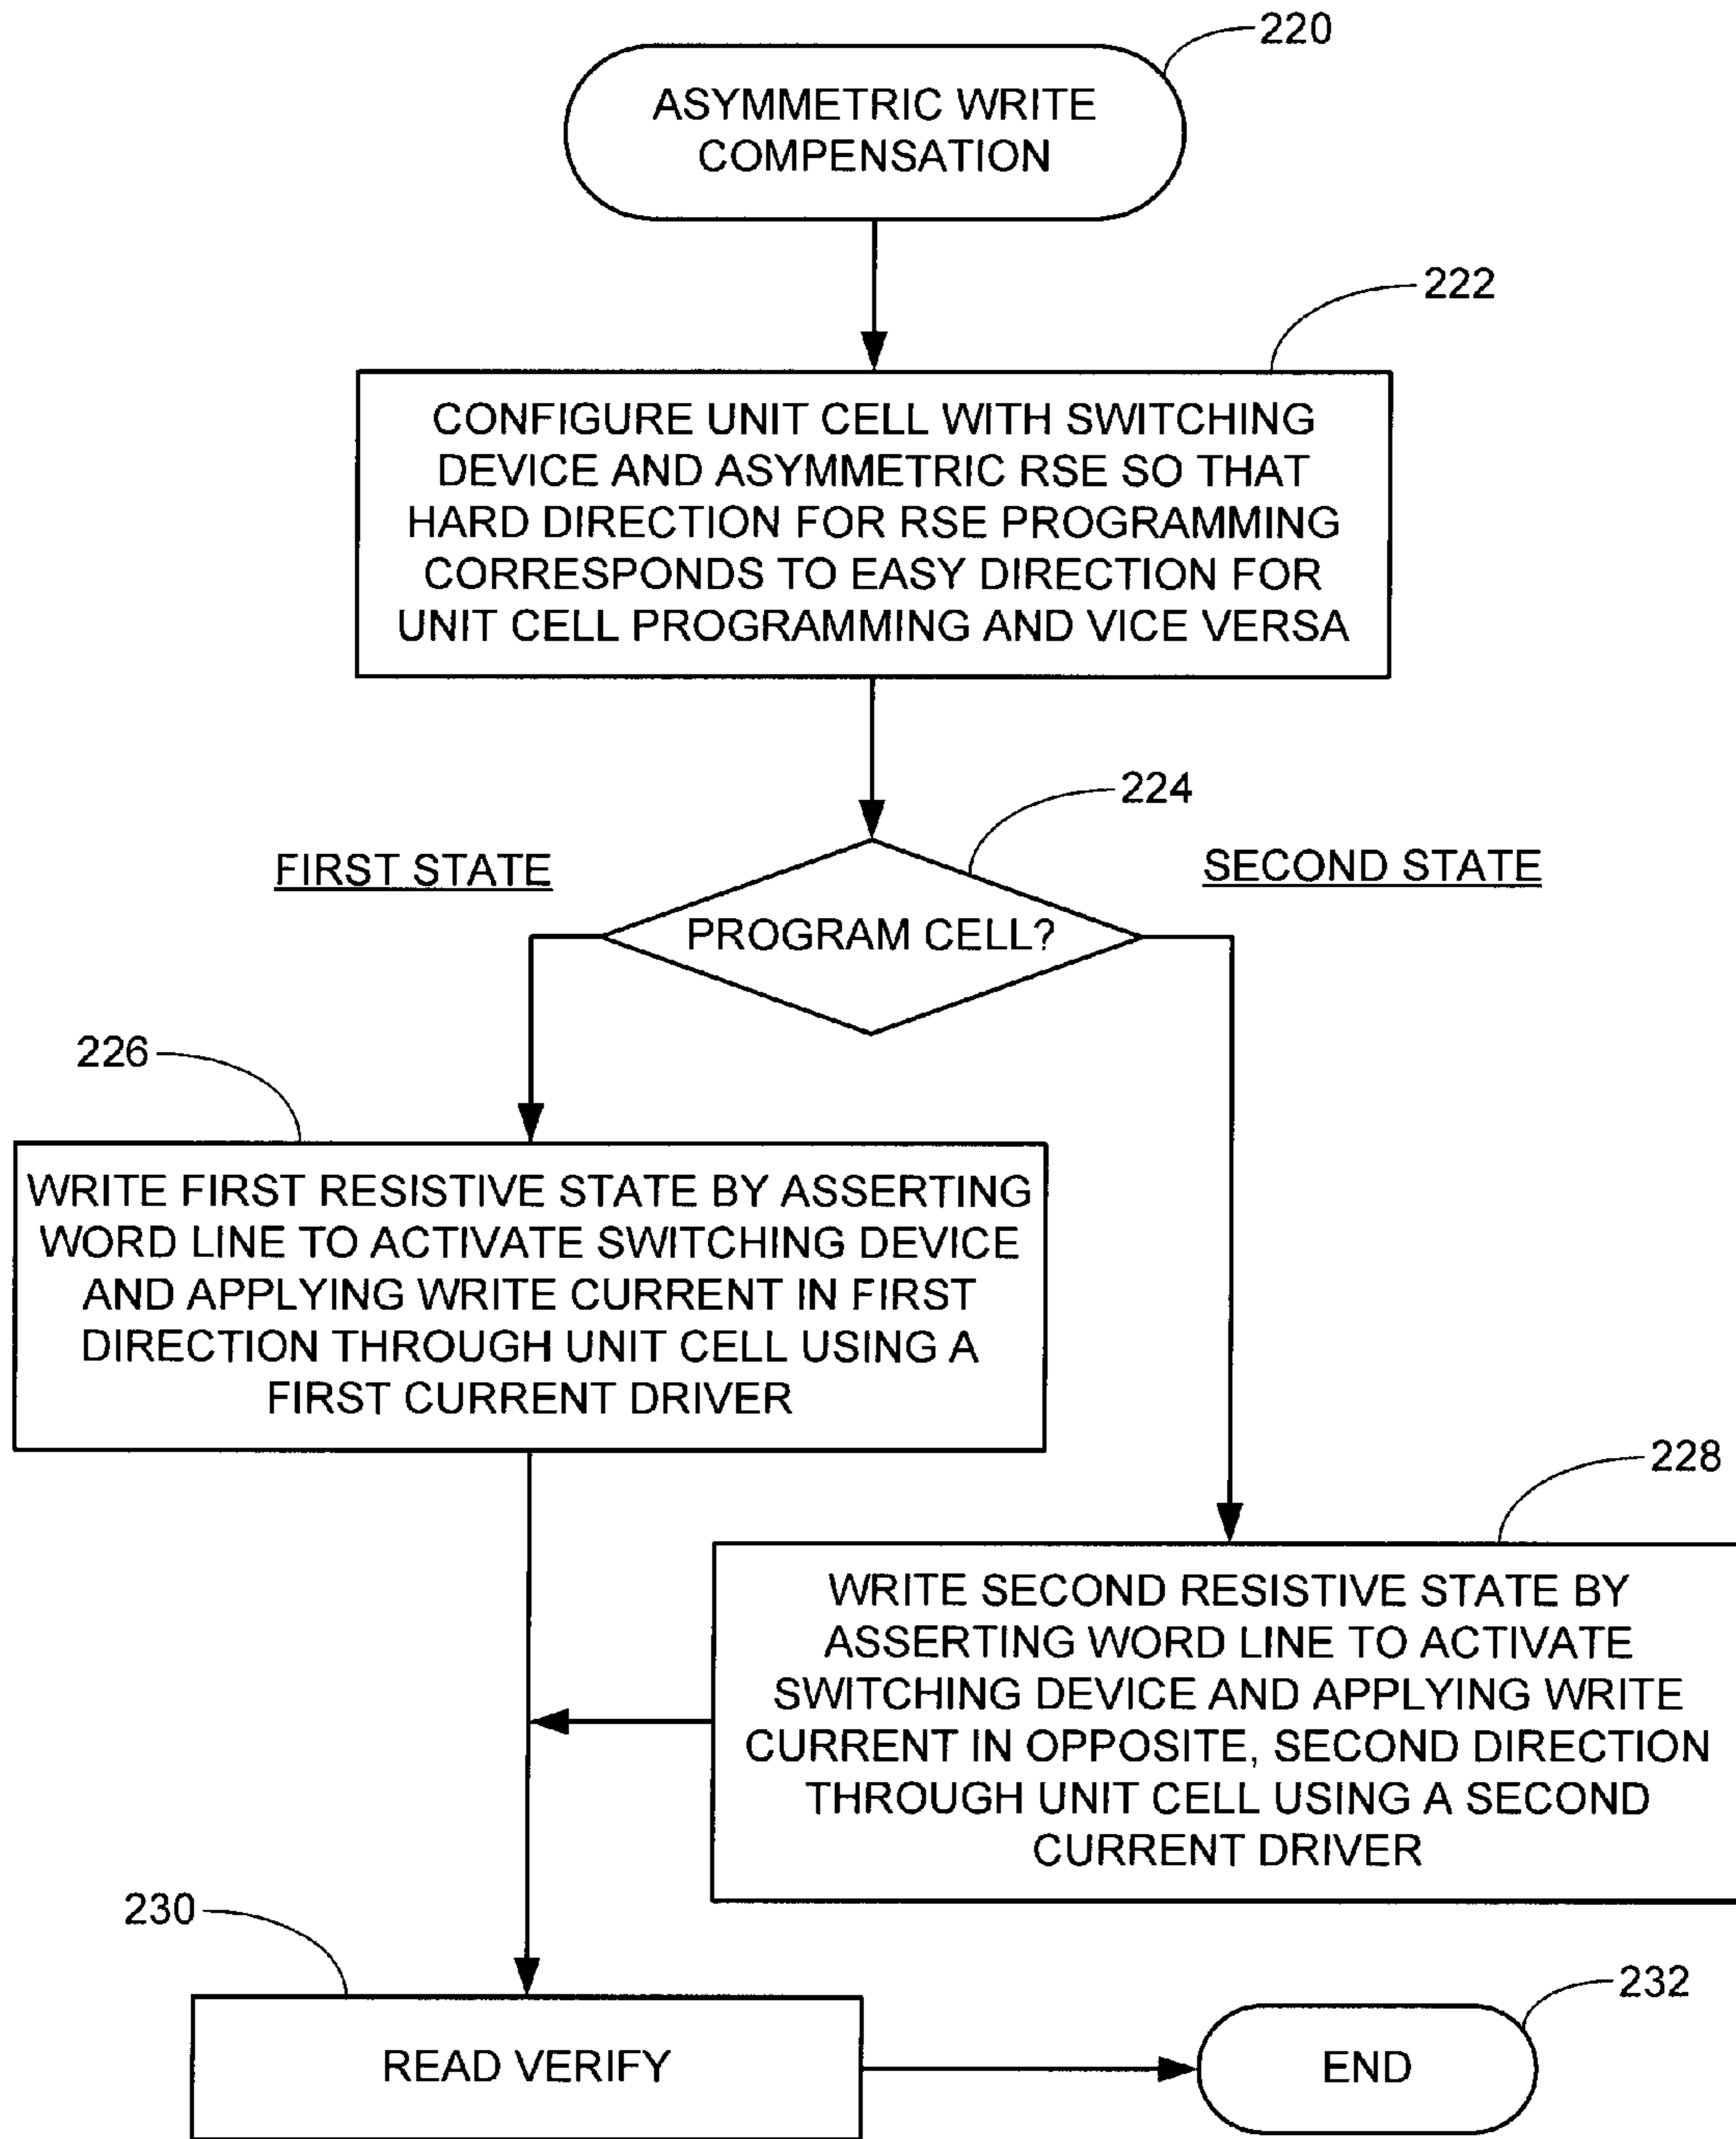 220
ASYMMETRIC WRITE
COMPENSATION
222
CONFIGURE UNIT CELL WITH SWITCHING
DEVICE AND ASYMMETRIC RSE SO THAT
HARD DIRECTION FOR RSE PROGRAMMING
CORRESPONDS TO EASY DIRECTION FOR
UNIT CELL PROGRAMMING AND VICE VERSA
224
FIRST STATE
SECOND STATE
PROGRAM CELL?
226
WRITE FIRST RESISTIVE STATE BY ASSERTING
WORD LINE TO ACTIVATE SWITCHING DEVICE
AND APPLYING WRITE CURRENT IN FIRST
DIRECTION THROUGH UNIT CELL USING A
FIRST CURRENT DRIVER
228
WRITE SECOND RESISTIVE STATE BY
ASSERTING WORD LINE TO ACTIVATE
SWITCHING DEVICE AND APPLYING WRITE
CURRENT IN OPPOSITE, SECOND DIRECTION
THROUGH UNIT CELL USING A SECOND
CURRENT DRIVER
230
READ VERIFY
232
END